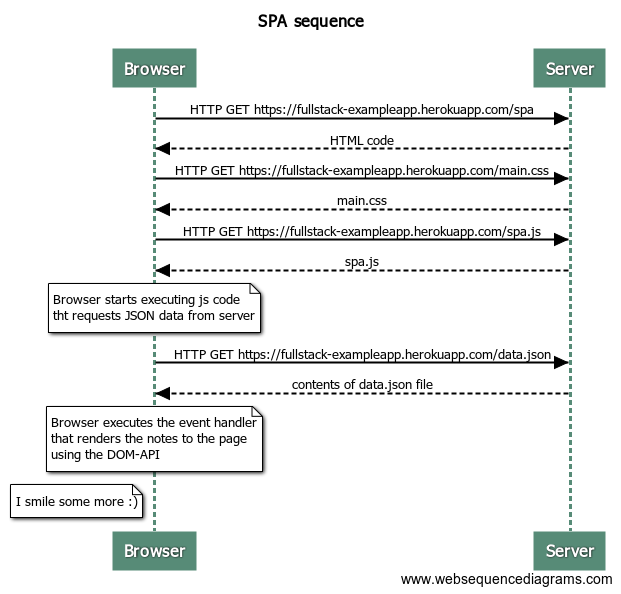 SPA sequence
Browser
Server
HTTP GET https://fullstack-exampleapp.herokuapp.com/spa
HTML code
HTTP GET https://fullstack-exampleapp.herokuapp.com/main.css
main.css
HTTP GET https://fullstack-exampleapp.herokuapp.com/spa.js
spa.js
Browser starts executing js code
tht requests JSON data from server
HTTP GET https://fullstack-exampleapp.herokuapp.com/data.json
contents of data.json file
Browser executes the event handler
that renders the notes to the page
using the DOM-API
I smile some more :)
Browser
Server
www.websequencediagrams.com